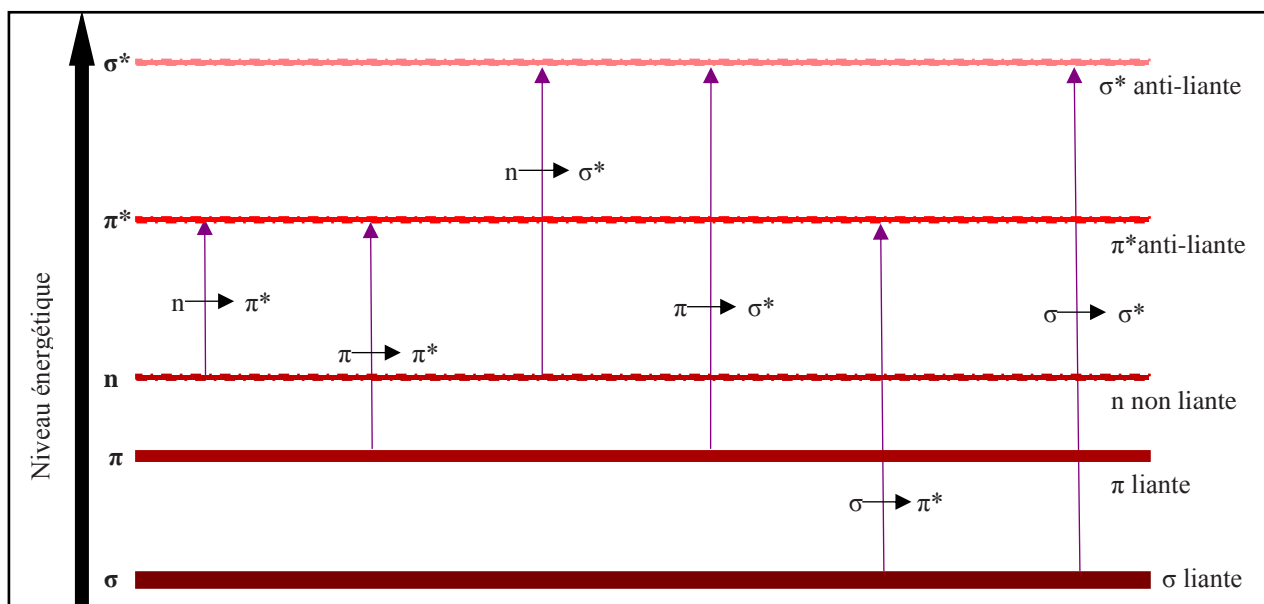 σ*
σ* anti-liante
n → σ*
π*
π*anti-liante
n → π*
π → σ*
σ → σ*
π → π*
n
n non liante
π
π liante
σ → π*
σ
σ liante
Niveau énergétique